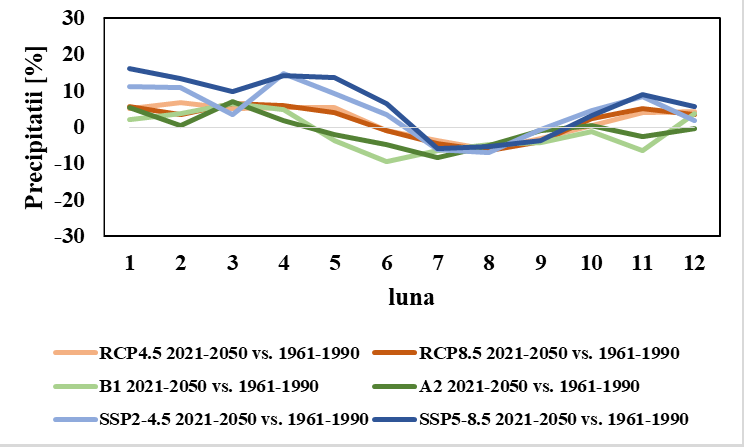 30
20
10
0
-10
-20
-30
Precipitatii [%]
1 2 3 4 5 6 7 8 9 10 11 12
luna
RCP4.5 2021-2050 vs. 1961-1990 RCP8.5 2021-2050 vs. 1961-1990
B1 2021-2050 vs. 1961-1990 A2 2021-2050 vs. 1961-1990
SSP2-4.5 2021-2050 vs. 1961-1990 SSP5-8.5 2021-2050 vs. 1961-1990